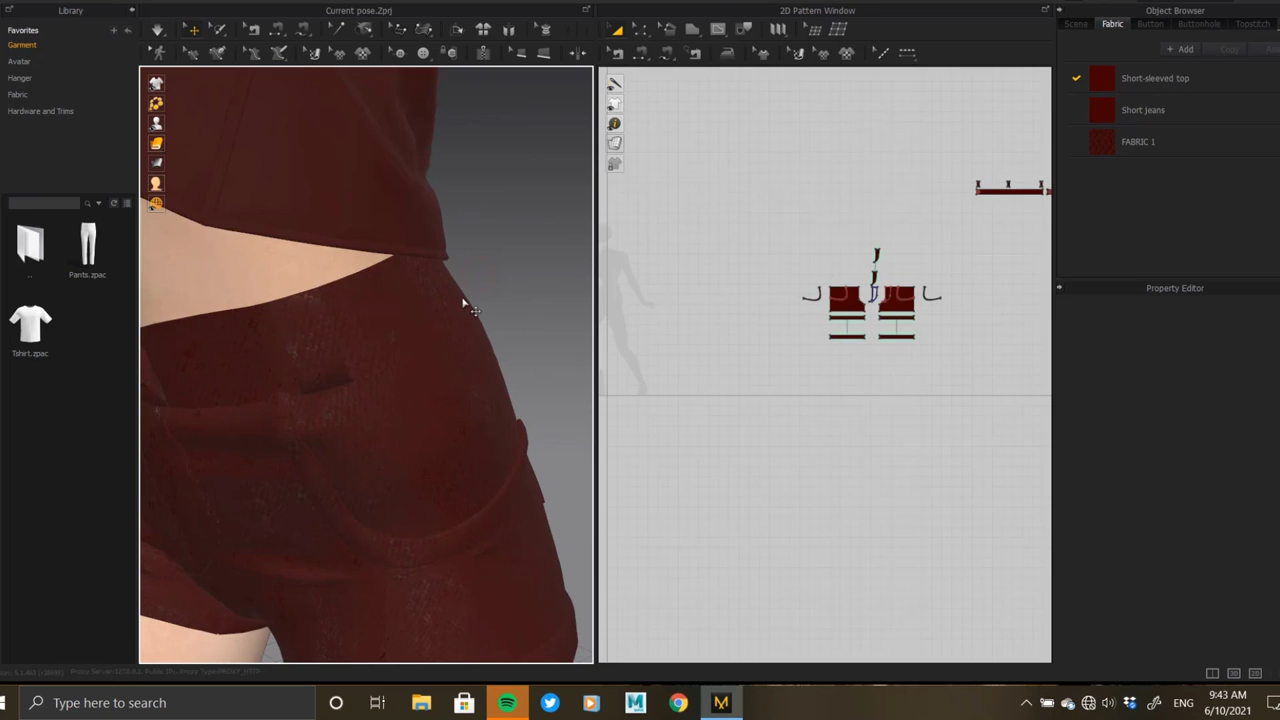 Library
Current pose.Zprj
2D Pattern Window
Object Browser
Favorites
Garment
Avatar
Hanger
Fabric
Hardware and Trims
Scene
Fabric
Button
Buttonhole
Topstitch
Add
Copy
Short-sleeved top
Short jeans
FABRIC 1
Property Editor
..
Pants.zpac
Tshirt.zpac
Type here to search
ENG
9:43 AM
6/10/2021